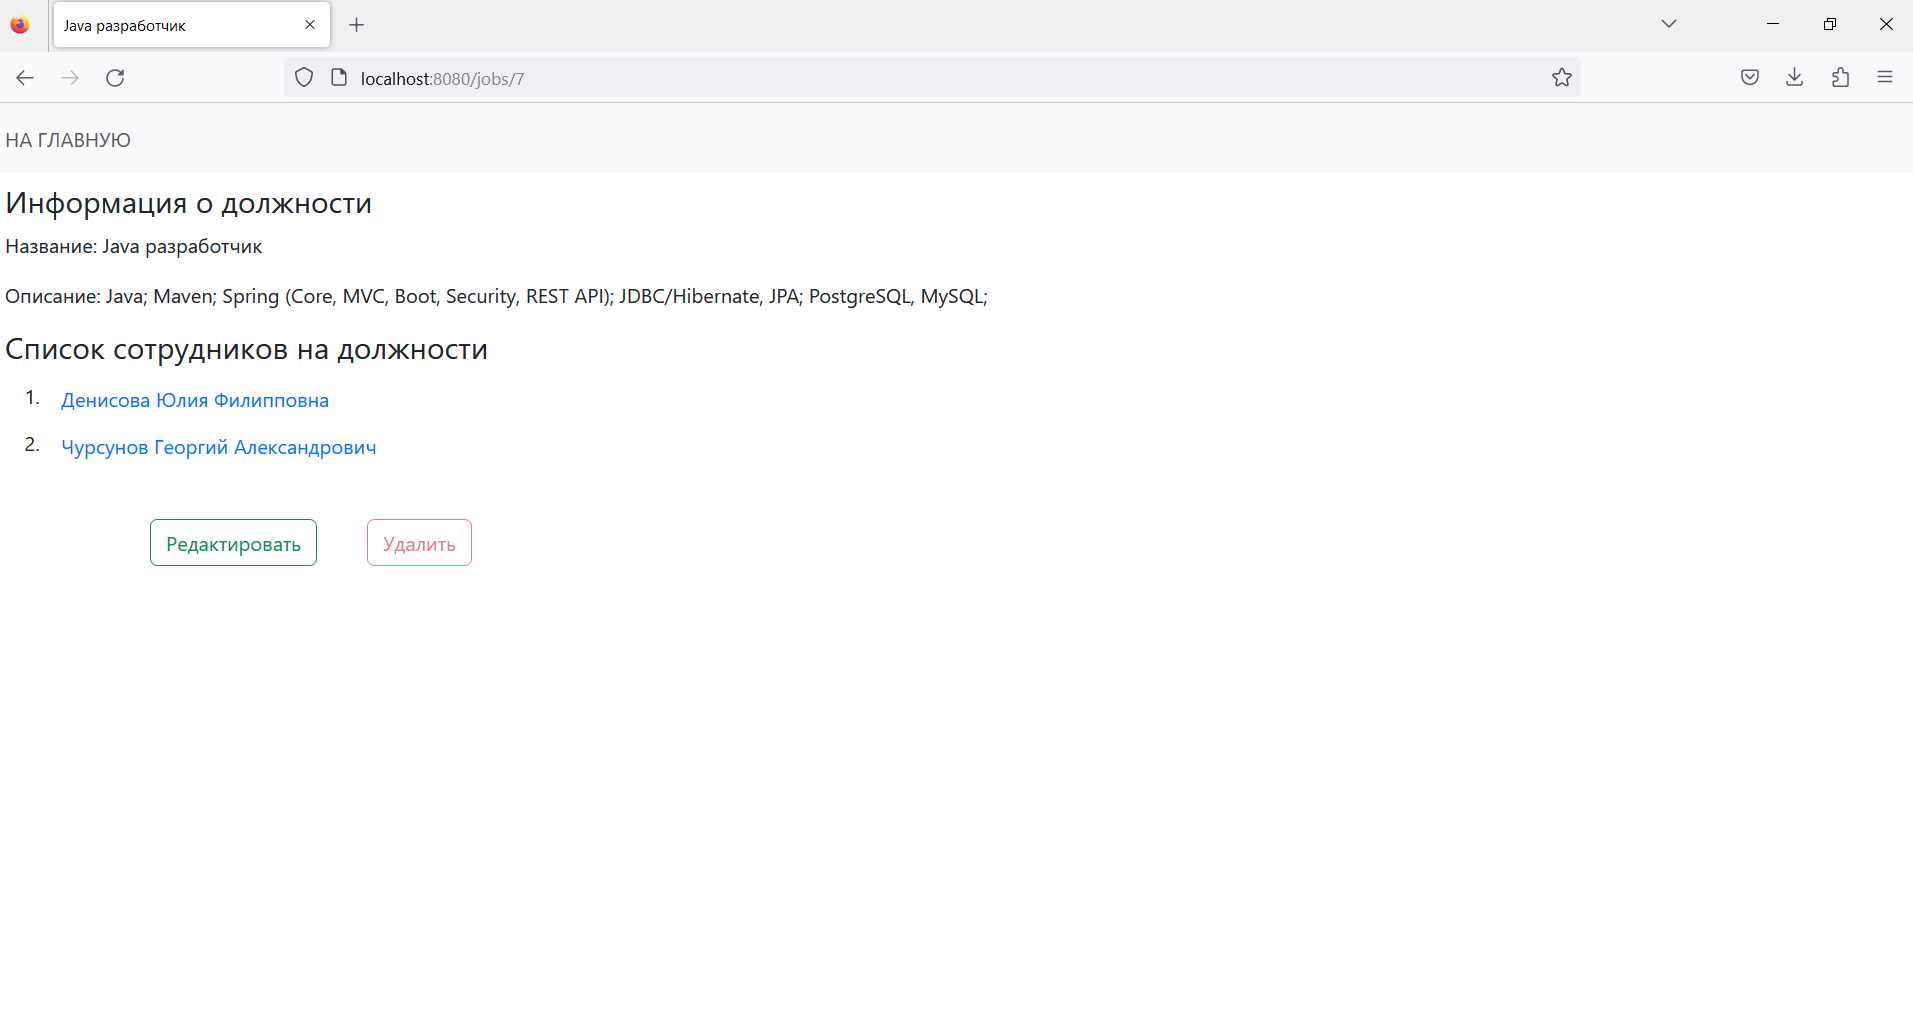 Java разработчик
localhost:8080/jobs/7
НА ГЛАВНУЮ
Информация о должности
Название: Java разработчик
Описание: Java; Maven; Spring (Core, MVC, Boot, Security, REST API); JDBC/Hibernate, JPA; PostgreSQL, MySQL;
Список сотрудников на должности
1. Денисова Юлия Филипповна
2. Чурсунов Георгий Александрович
Редактировать Удалить